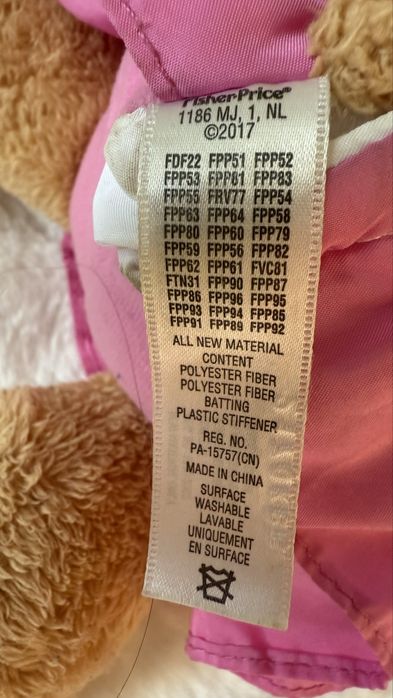 Fisher-Price®
1186 MJ, 1, NL
©2017
FDF22 FPP51 FPP52
FPP53 FPP81 FPP83
FPP55 FRV77 FPP54
FPP63 FPP64 FPP58
FPP80 FPP60 FPP79
FPP59 FPP56 FPP82
FPP62 FPP61 FVC81
FTN31 FPP90 FPP87
FPP86 FPP96 FPP95
FPP93 FPP94 FPP85
FPP91 FPP89 FPP92
ALL NEW MATERIAL
CONTENT
POLYESTER FIBER
POLYESTER FIBER
BATTING
PLASTIC STIFFENER
REG. NO.
PA-15757(CN)
MADE IN CHINA
SURFACE
WASHABLE
LAVABLE
UNIQUEMENT
EN SURFACE